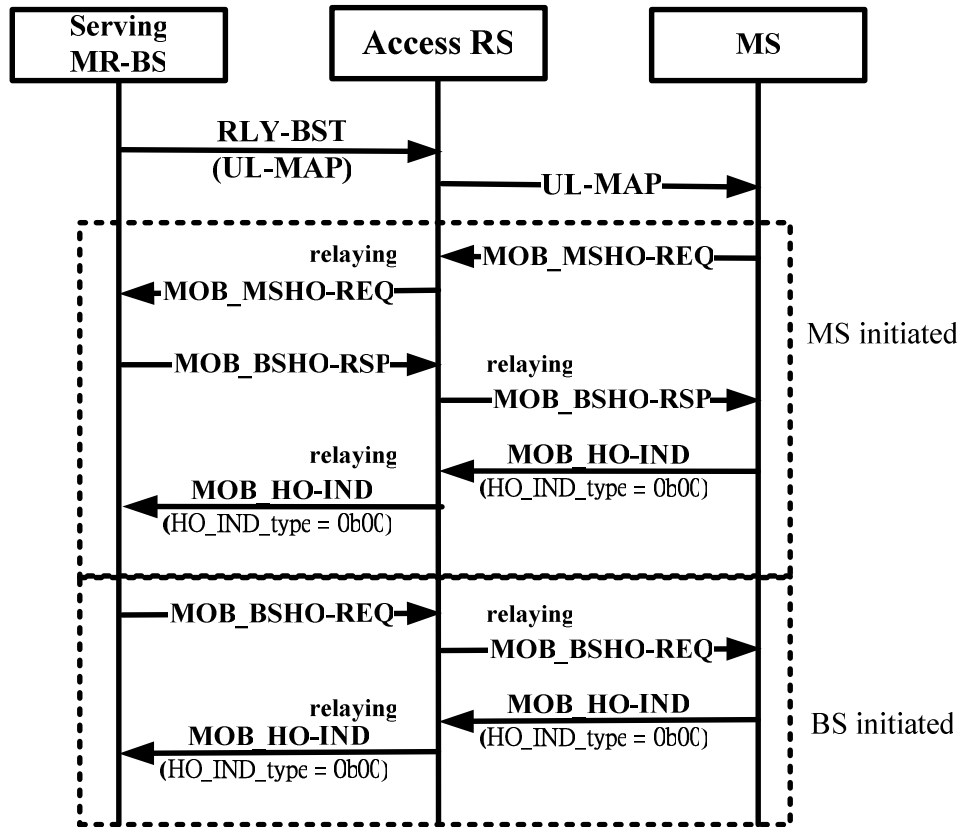 Serving
MR-BS
Access RS
MS
RLY-BST
(UL-MAP)
UL-MAP
relaying
MOB_MSHO-REQ
MOB_MSHO-REQ
MS initiated
MOB_BSHO-RSP
relaying
MOB_BSHO-RSP
relaying
MOB_HO-IND
(HO_IND_type = 0b00)
MOB_HO-IND
(HO_IND_type = 0b00)
MOB_BSHO-REQ
relaying
MOB_BSHO-REQ
relaying
MOB_HO-IND
(HO_IND_type = 0b00)
BS initiated
MOB_HO-IND
(HO_IND_type = 0b00)